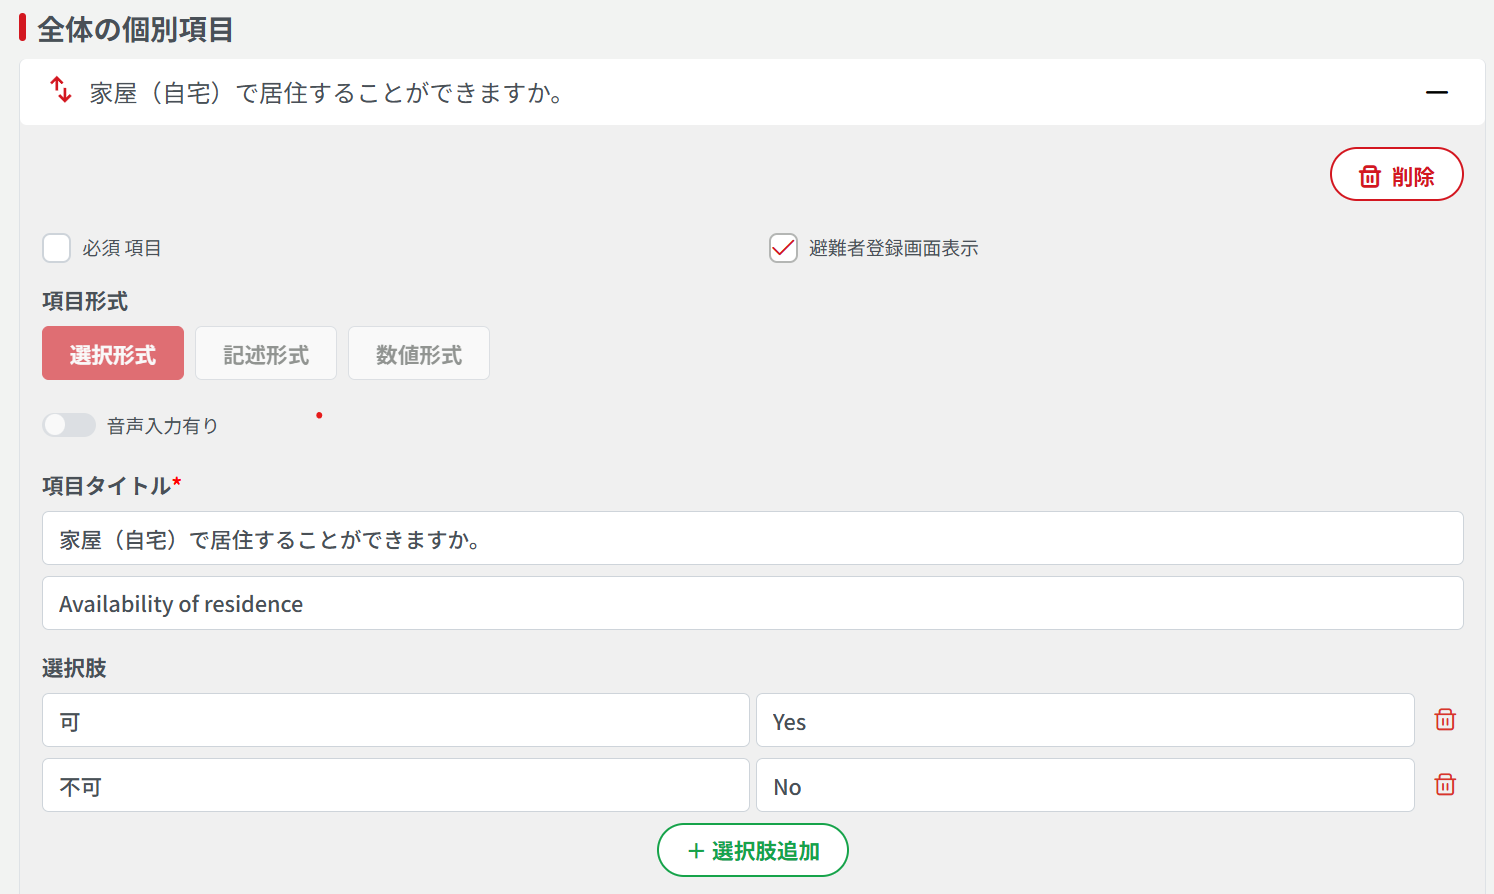 全体の個別項目
家屋（自宅）で居住することができますか。
削除
必須 項目
避難者登録画面表示
項目形式
選択形式
記述形式
数値形式
音声入力有り
項目タイトル*
家屋（自宅）で居住することができますか。
Availability of residence
選択肢
可
Yes
不可
No
+ 選択肢追加